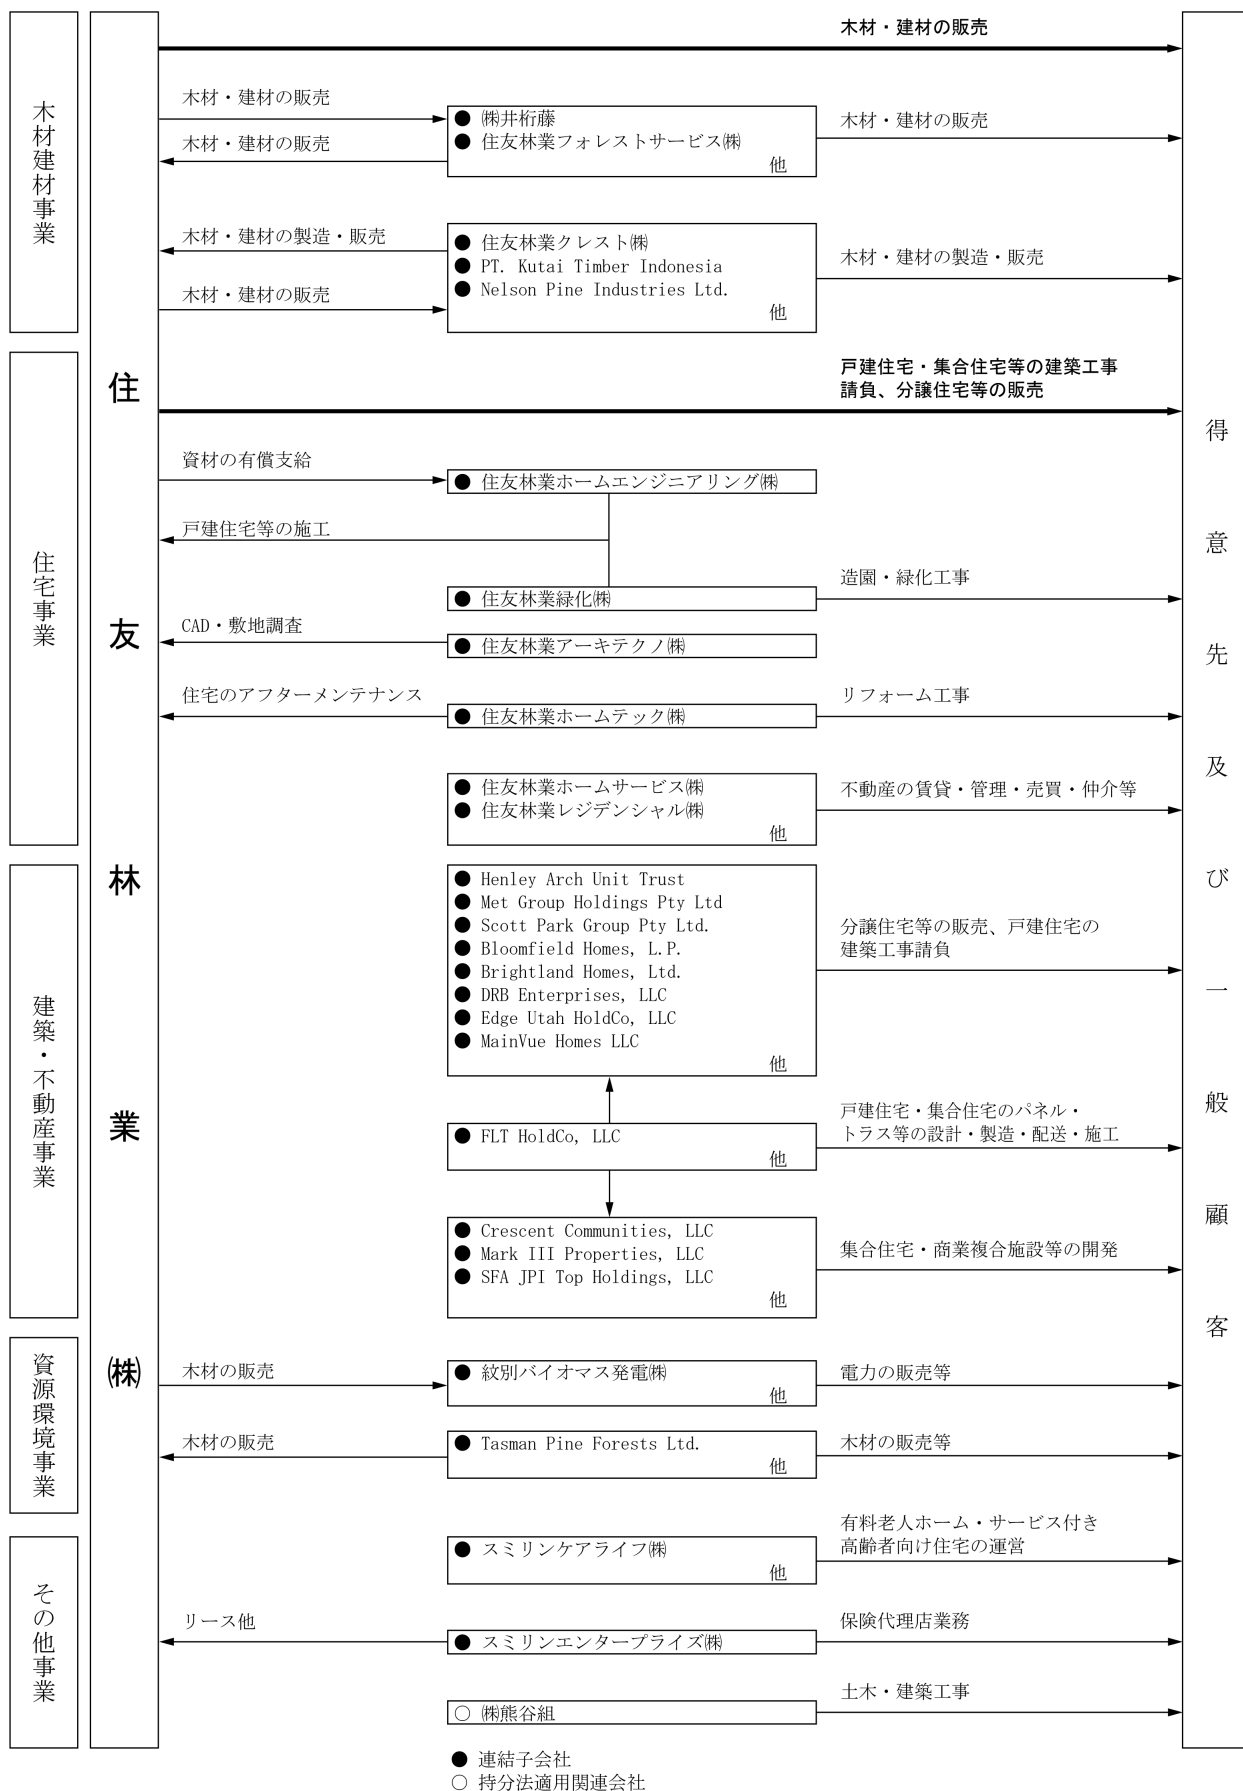 木材建材事業
住友林業㈱
得意先及び一般顧客
木材・建材の販売
木材・建材の販売
木材・建材の販売
● ㈱井桁藤
● 住友林業フォレストサービス㈱
他
木材・建材の販売
木材・建材の製造・販売
木材・建材の販売
● 住友林業クレスト㈱
● PT. Kutai Timber Indonesia
● Nelson Pine Industries Ltd.
他
木材・建材の製造・販売
住宅事業
戸建住宅・集合住宅等の建築工事
請負、分譲住宅等の販売
資材の有償支給
● 住友林業ホームエンジニアリング㈱
戸建住宅等の施工
● 住友林業緑化㈱
造園・緑化工事
CAD・敷地調査
● 住友林業アーキテクノ㈱
住宅のアフターメンテナンス
● 住友林業ホームテック㈱
リフォーム工事
● 住友林業ホームサービス㈱
● 住友林業レジデンシャル㈱
他
不動産の賃貸・管理・売買・仲介等
建築・不動産事業
● Henley Arch Unit Trust
● Met Group Holdings Pty Ltd
● Scott Park Group Pty Ltd.
● Bloomfield Homes, L.P.
● Brightland Homes, Ltd.
● DRB Enterprises, LLC
● Edge Utah HoldCo, LLC
● MainVue Homes LLC
他
分譲住宅等の販売、戸建住宅の
建築工事請負
● FLT HoldCo, LLC
他
戸建住宅・集合住宅のパネル・
トラス等の設計・製造・配送・施工
● Crescent Communities, LLC
● Mark III Properties, LLC
● SFA JPI Top Holdings, LLC
他
集合住宅・商業複合施設等の開発
資源環境事業
木材の販売
● 紋別バイオマス発電㈱
他
電力の販売等
木材の販売
● Tasman Pine Forests Ltd.
他
木材の販売等
その他事業
● スミリンケアライフ㈱
他
有料老人ホーム・サービス付き
高齢者向け住宅の運営
リース他
● スミリンエンタープライズ㈱
保険代理店業務
○ ㈱熊谷組
土木・建築工事
● 連結子会社
○ 持分法適用関連会社